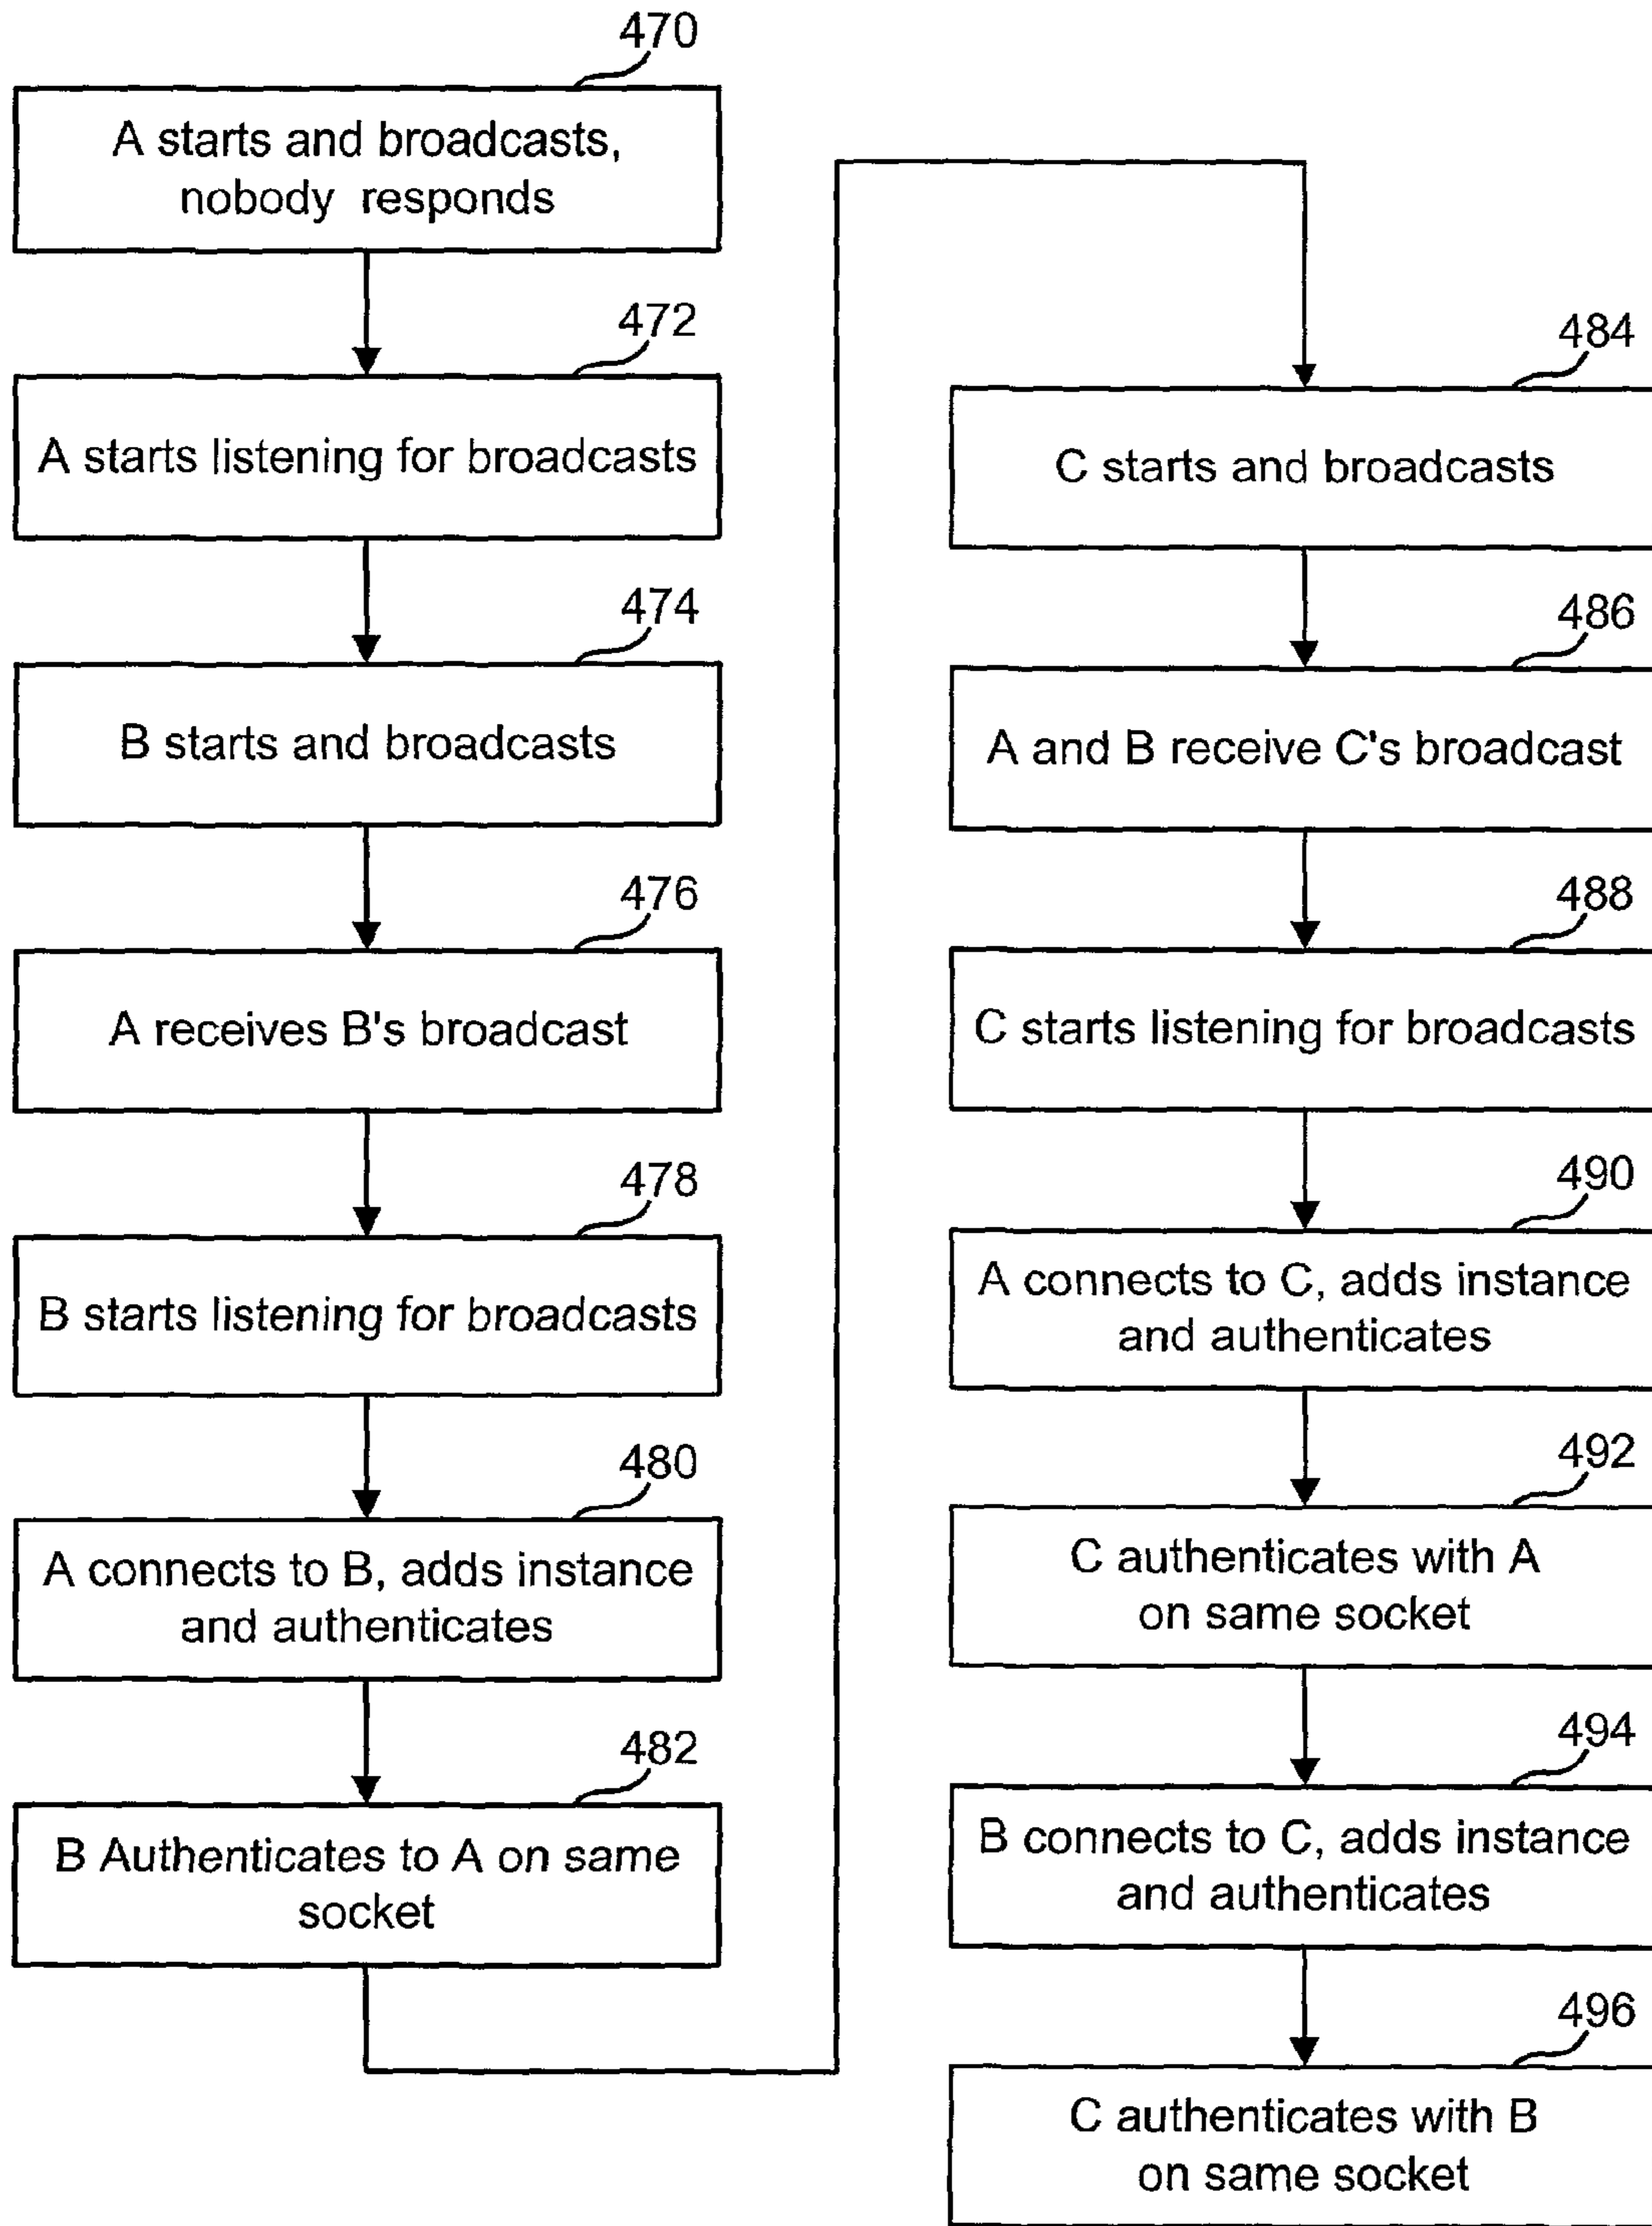 470
A starts and broadcasts,
nobody responds
472
A starts listening for broadcasts
474
B starts and broadcasts
476
A receives B's broadcast
478
B starts listening for broadcasts
480
A connects to B, adds instance
and authenticates
482
B Authenticates to A on same
socket
484
C starts and broadcasts
486
A and B receive C's broadcast
488
C starts listening for broadcasts
490
A connects to C, adds instance
and authenticates
492
C authenticates with A
on same socket
494
B connects to C, adds instance
and authenticates
496
C authenticates with B
on same socket